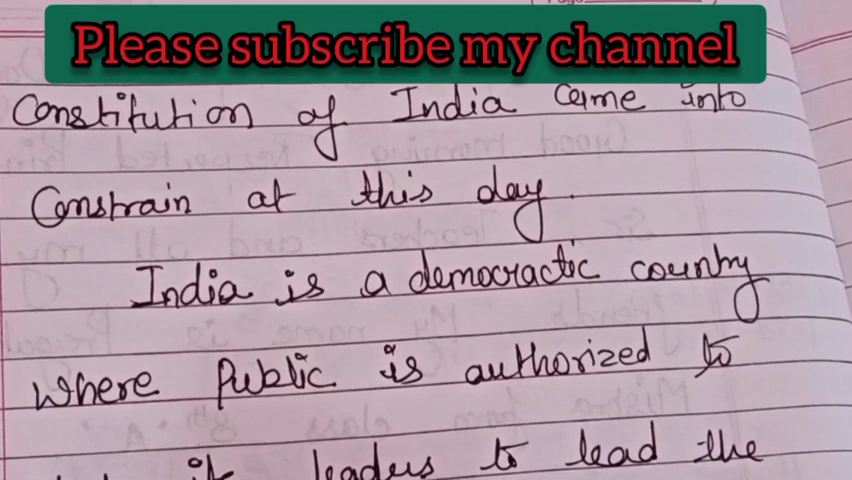 Please subscribe my channel
Constitution of India came into
Constrain at this day.
India is a democractic country
where Public is authorized to
it leaders to lead the